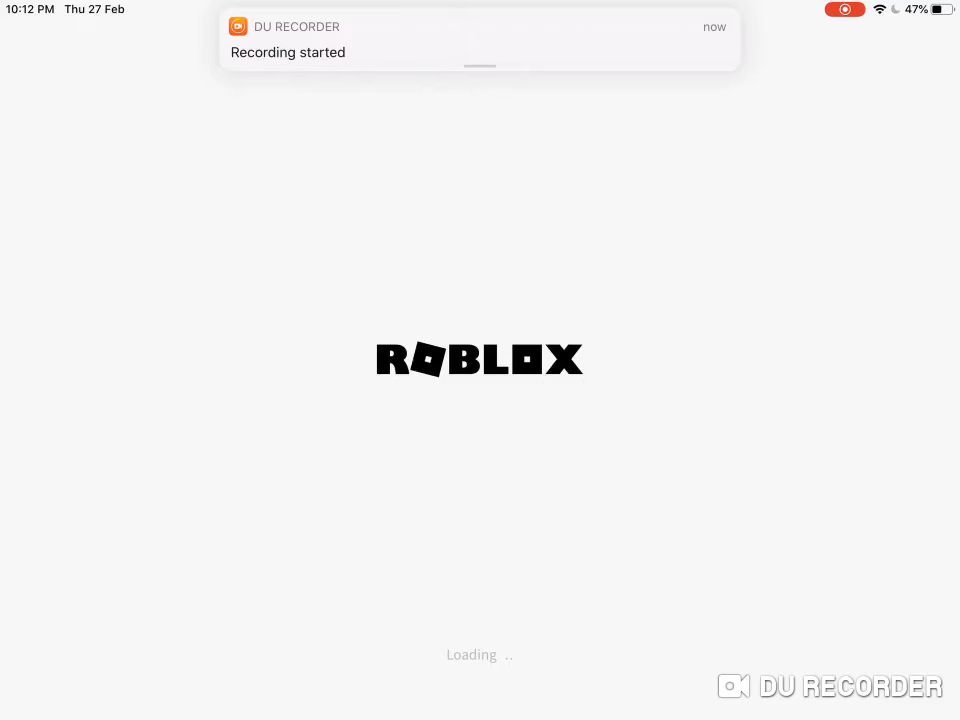 10:12 PM Thu 27 Feb
47%
DU RECORDER now
Recording started
ROBLOX
Loading ..
DU RECORDER